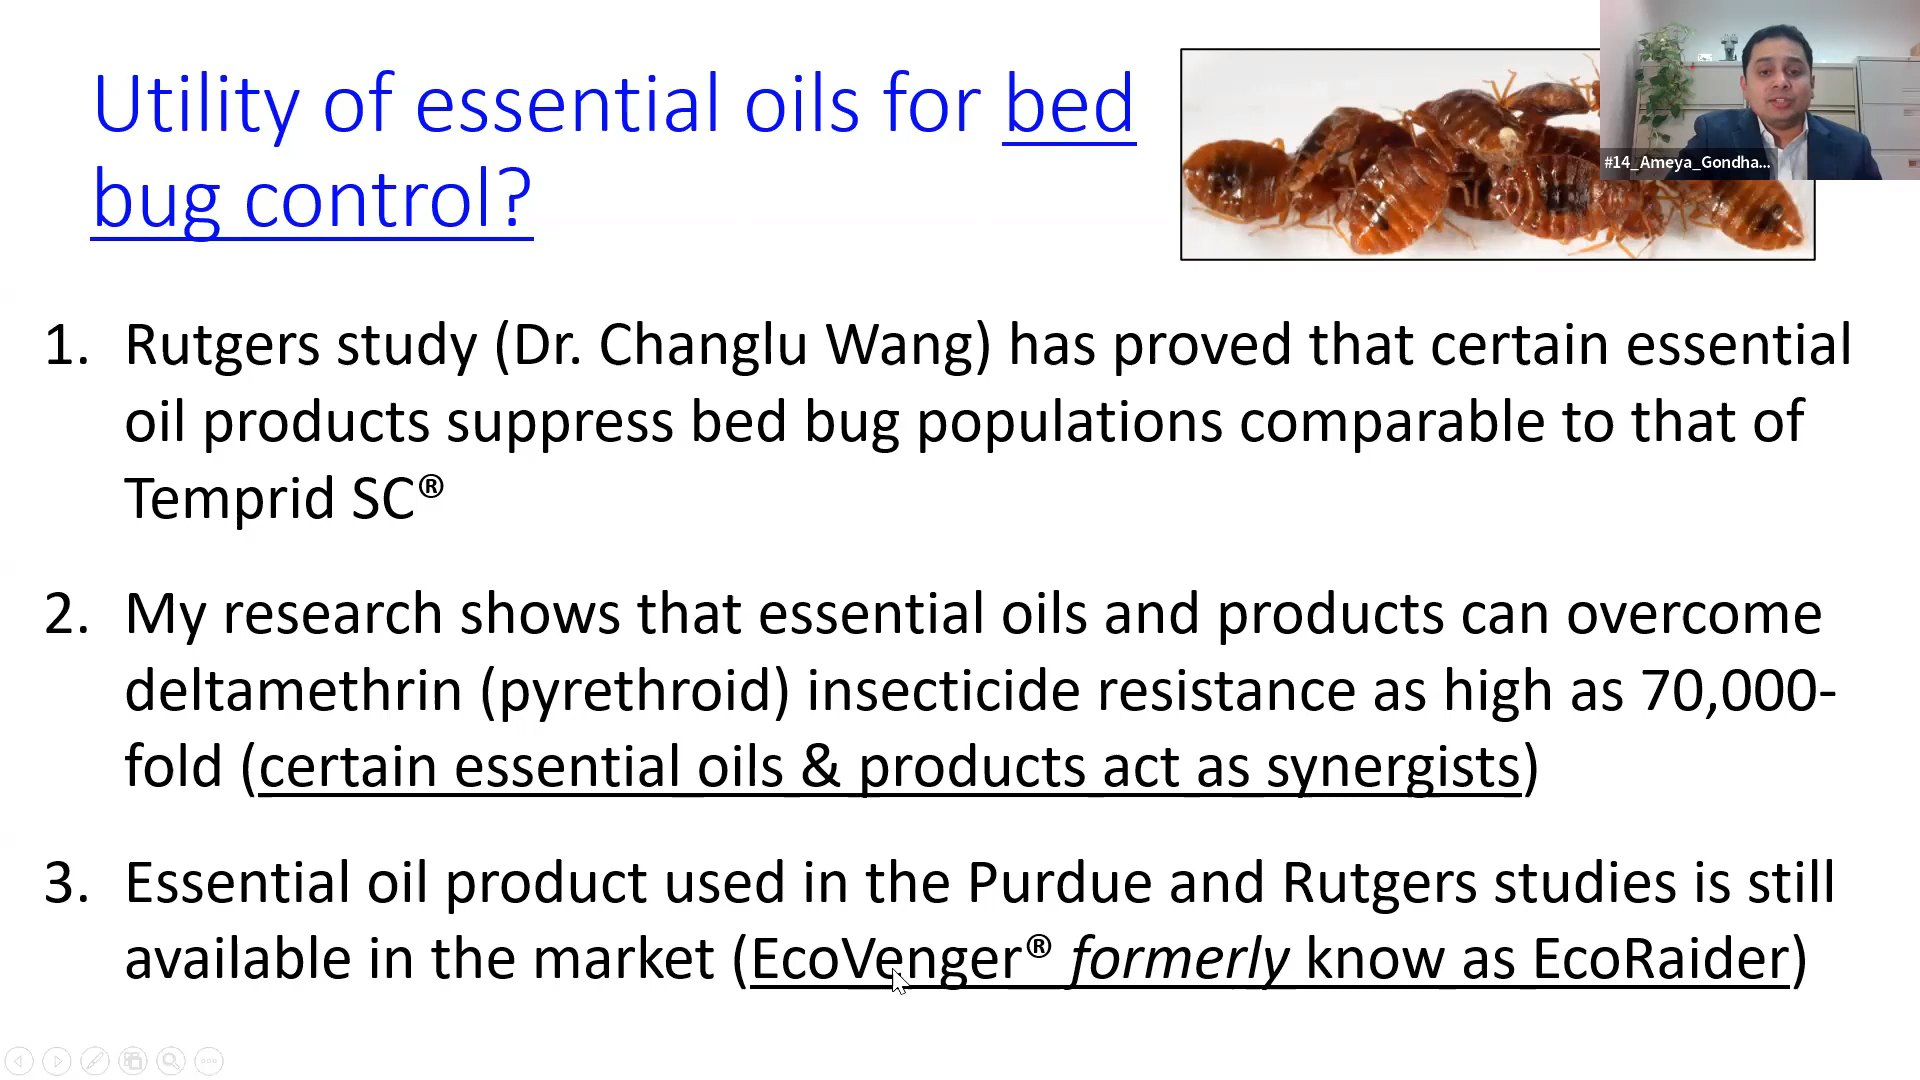 Utility of essential oils for bed
bug control?
#14_Ameya_Gondha...
1. Rutgers study (Dr. Changlu Wang) has proved that certain essential
oil products suppress bed bug populations comparable to that of
Temprid SC®
2. My research shows that essential oils and products can overcome
deltamethrin (pyrethroid) insecticide resistance as high as 70,000-
fold (certain essential oils & products act as synergists)
3. Essential oil product used in the Purdue and Rutgers studies is still
available in the market (EcoVenger® formerly know as EcoRaider)